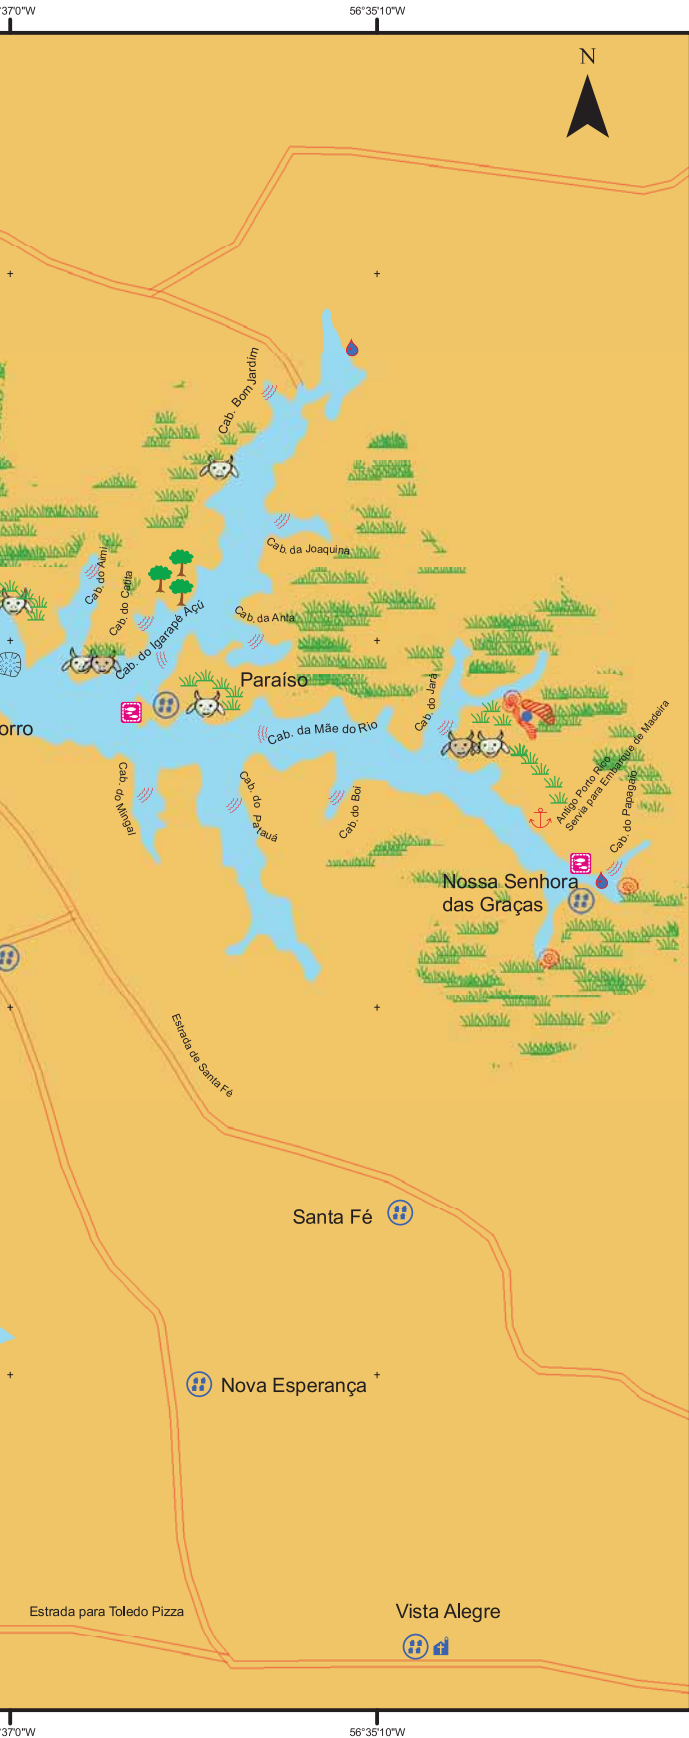 °37'0"W
56°35'10"W
N
Cab. Bom Jardim
Cab. da Joaquina
Cab. do Aimi
Cab. do Catita
Cab. do Igarapé Açú
Cab. da Anta
Paraíso
Cab. do Jará
orro
Cab. da Mãe do Rio
Antigo Porto Rico
Servia para Embarque de Madeira
Cab. do Mingal
Cab. do Patauá
Cab. do Boi
Cab. do Papagaio
Nossa Senhora
das Graças
Estrada de Santa Fé
Santa Fé
Nova Esperança
Estrada para Toledo Pizza
Vista Alegre
°37'0"W
56°35'10"W